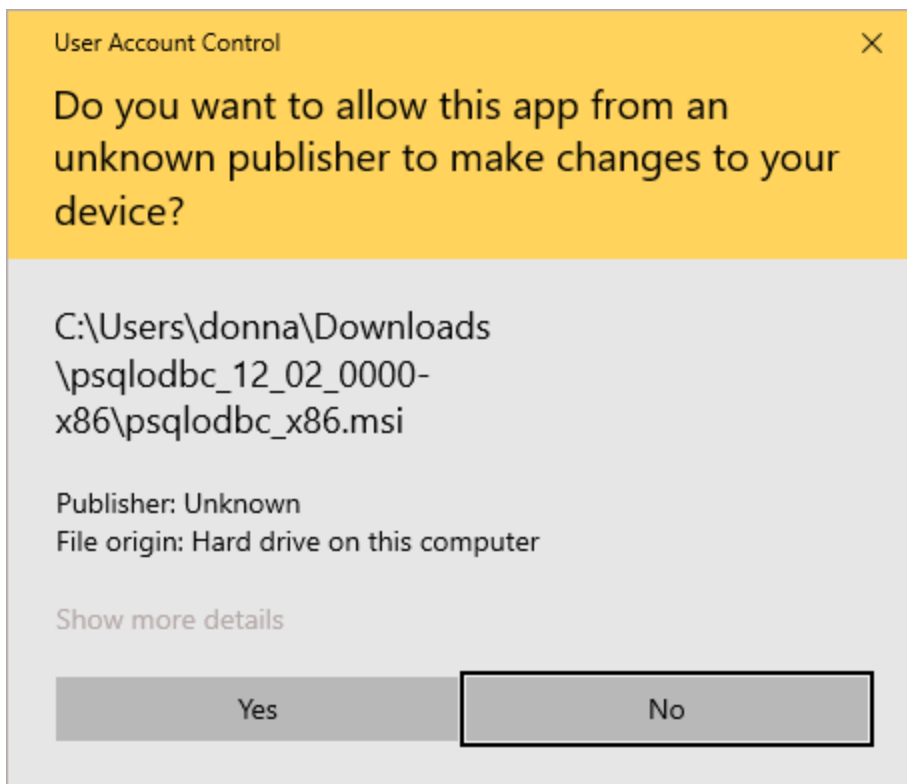 User Account Control
Do you want to allow this app from an
unknown publisher to make changes to your
device?
C:\Users\donna\Downloads
\psqlodbc_12_02_0000-
x86\psqlodbc_x86.msi
Publisher: Unknown
File origin: Hard drive on this computer
Show more details
Yes
No